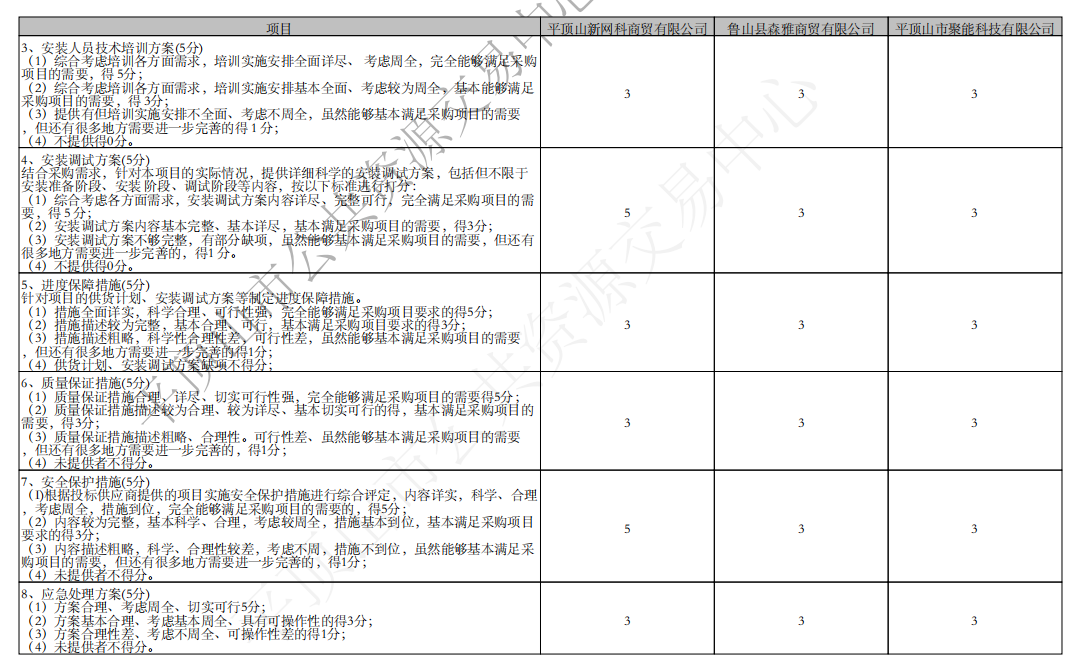 项目 平顶山新网科商贸有限公司 鲁山县森雅商贸有限公司 平顶山市聚能科技有限公司
3、安装人员技术培训方案(5分)
（1）综合考虑培训各方面需求，培训实施安排全面详尽、 考虑周全，完全能够满足采购
项目的需要，得 5分；
（2）综合考虑培训各方面需求，培训实施安排基本全面、考虑较为周全，基本能够满足
采购项目的需要，得 3分；
（3）提供有但培训实施安排不全面、考虑不周全，虽然能够基本满足采购项目的需要
，但还有很多地方需要进一步完善的得 1 分；
（4）不提供得0分。
3 3 3
4、安装调试方案(5分)
结合采购需求，针对本项目的实际情况，提供详细科学的安装调试方案，包括但不限于
安装准备阶段、安装 阶段、调试阶段等内容，按以下标准进行打分：
（1）综合考虑各方面需求，安装调试方案内容详尽、完整可行，完全满足采购项目的需
要，得 5 分；
（2）安装调试方案内容基本完整、基本详尽，基本满足采购项目的需要，得3分；
（3）安装调试方案不够完整，有部分缺项，虽然能够基本满足采购项目的需要，但还有
很多地方需要进一步完善的，得1 分。
（4）不提供得0分。
5 3 3
5、进度保障措施(5分)
针对项目的供货计划、安装调试方案等制定进度保障措施。
（1）措施全面详实，科学合理、可行性强，完全能够满足采购项目要求的得5分；
（2）措施描述较为完整，基本合理、可行，基本满足采购项目要求的得3分；
（3）措施描述粗略，科学性合理性差，可行性差，虽然能够基本满足采购项目的需要
，但还有很多地方需要进一步完善的得1分；
（4）供货计划、安装调试方案缺项不得分；
3 3 3
6、质量保证措施(5分)
（1）质量保证措施合理、详尽、切实可行性强，完全能够满足采购项目的需要得5分；
（2）质量保证措施描述较为合理、较为详尽、基本切实可行的得，基本满足采购项目的
需要，得3分；
（3）质量保证措施描述粗略、合理性。可行性差、虽然能够基本满足采购项目的需要
，但还有很多地方需要进一步完善的，得1分；
（4）未提供者不得分。
3 3 3
7、安全保护措施(5分)
（I)根据投标供应商提供的项目实施安全保护措施进行综合评定，内容详实，科学、合理
，考虑周全，措施到位，完全能够满足采购项目的需要的，得5分；
（2）内容较为完整，基本科学、合理，考虑较周全，措施基本到位，基本满足采购项目
要求的得3分；
（3）内容描述粗略，科学、合理性较差，考虑不周，措施不到位，虽然能够基本满足采
购项目的需要，但还有很多地方需要进一步完善的，得1分；
（4）未提供者不得分。
5 3 3
8、应急处理方案(5分)
（1）方案合理、考虑周全、切实可行5分；
（2）方案基本合理、考虑基本周全、具有可操作性的得3分；
（3）方案合理性差、考虑不周全、可操作性差的得1分；
（4）未提供者不得分。
3 3 3
平顶山市公共资源交易中心
平顶山市公共资源交易中心